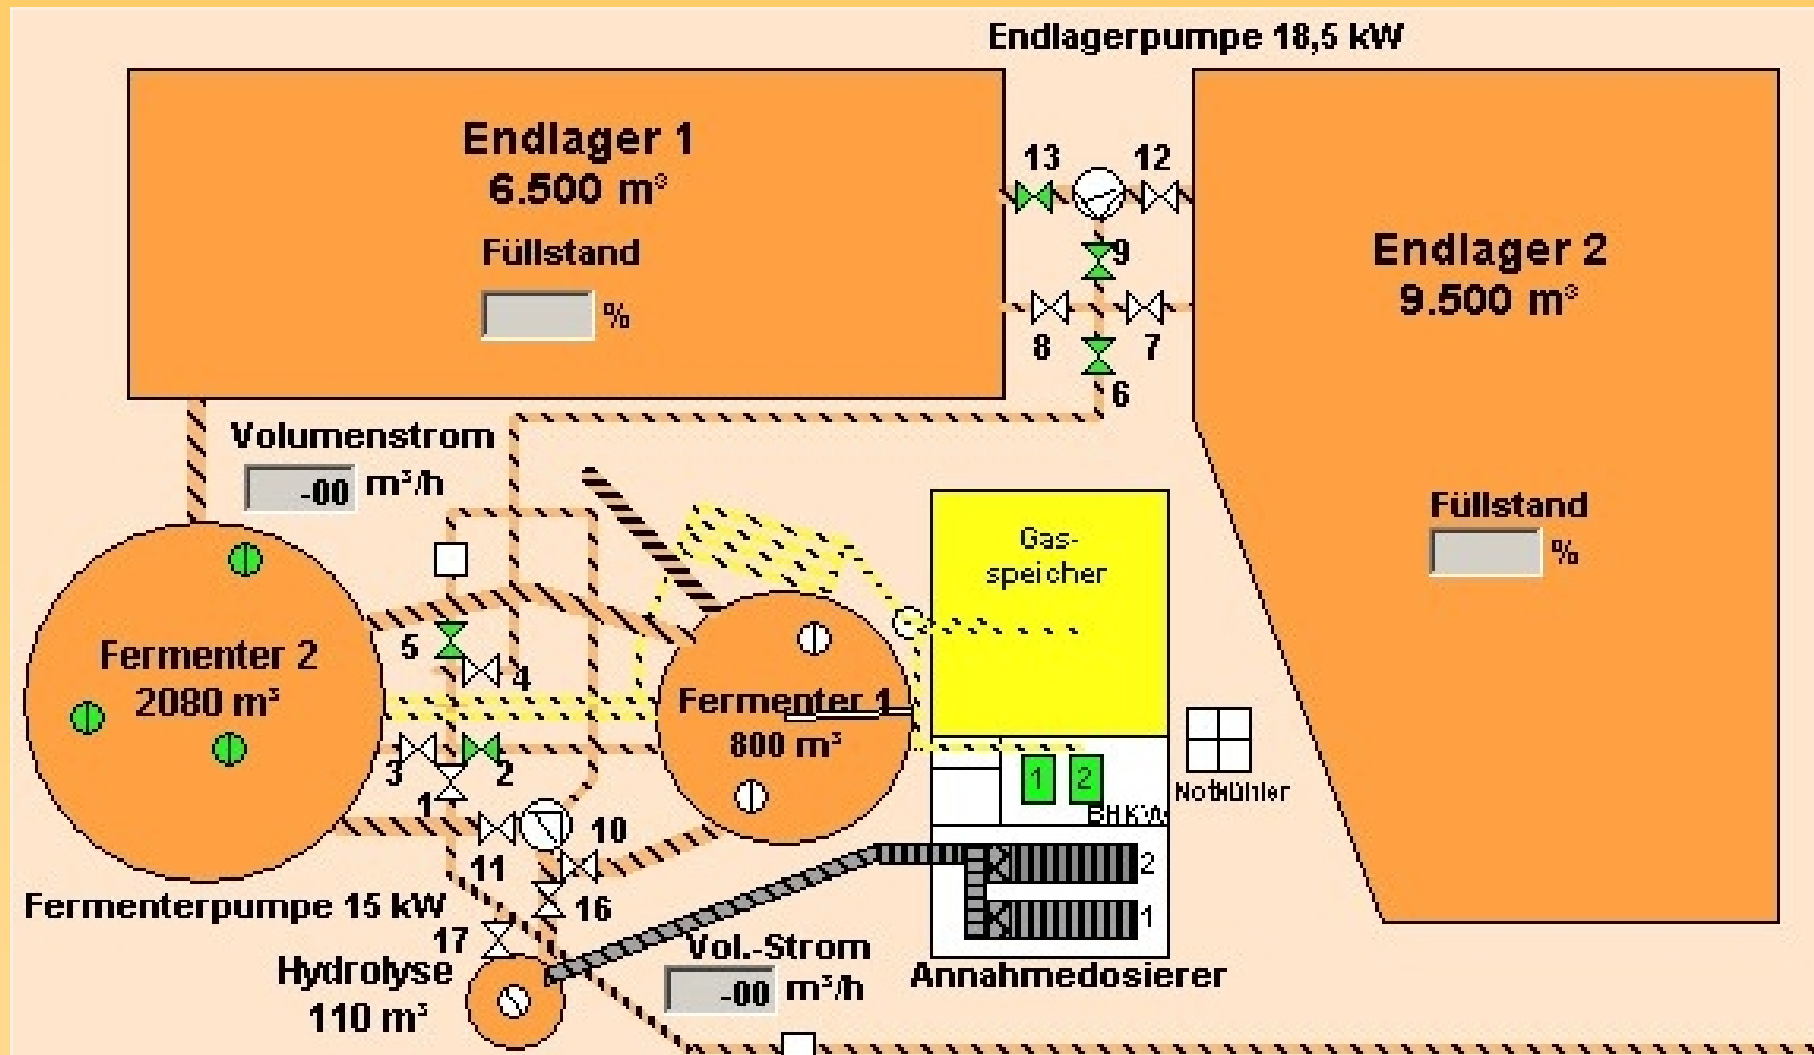 Endlagerpumpe 18,5 kW
Endlager 1
6.500 m³
Füllstand
%
13
12
9
8
7
6
Endlager 2
9.500 m³
Füllstand
%
Volumenstrom
-00 m³/h
Gas-
speicher
5
4
Fermenter 2
2080 m³
Fermenter 1
800 m³
3
2
1
1
2
BHKW
Notkühler
10
11
2
1
Fermenterpumpe 15 kW
16
17
Vol.-Strom
-00 m³/h
Annahmedosierer
Hydrolyse
110 m³